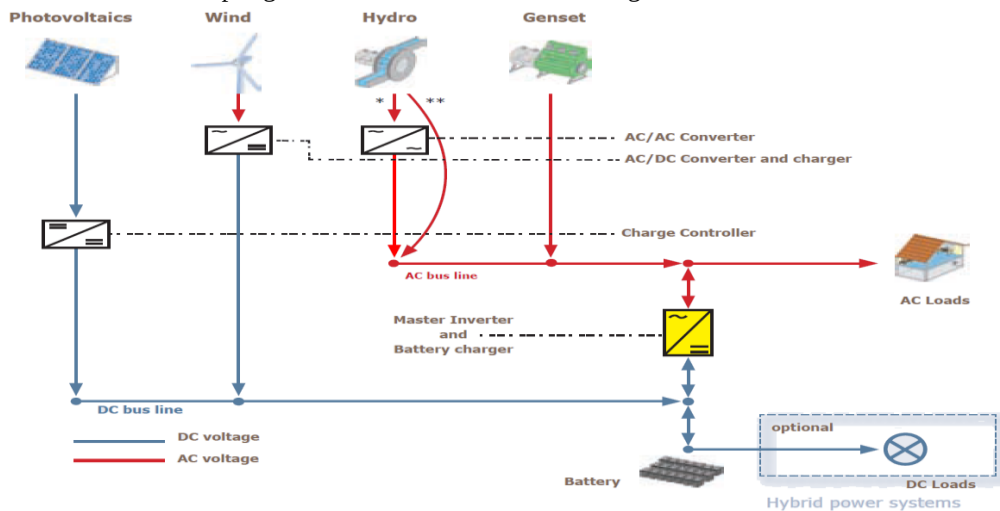 Photovoltaics Wind Hydro Genset
* **
AC/AC Converter
AC/DC Converter and charger
Charge Controller
AC bus line
AC Loads
Master Inverter
and
Battery charger
DC bus line
DC voltage
AC voltage
optional
Battery
DC Loads
Hybrid power systems